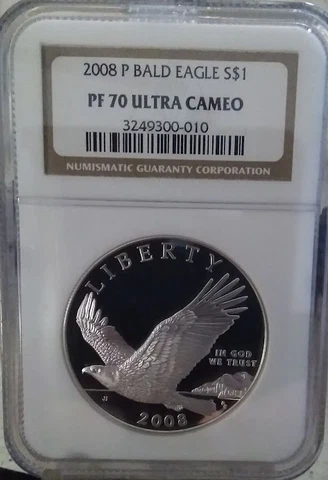 2008 P BALD EAGLE S$1
PF 70 ULTRA CAMEO
3249300-010
NUMISMATIC GUARANTY CORPORATION
LIBERTY
IN GOD
WE TRUST
2008